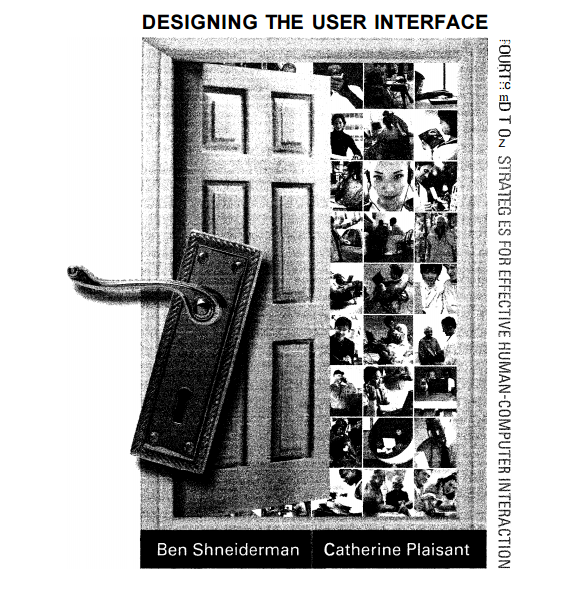 DESIGNING THE USER INTERFACE
FOURTH EDITION STRATEGIES FOR EFFECTIVE HUMAN-COMPUTER INTERACTION
Ben Shneiderman
Catherine Plaisant